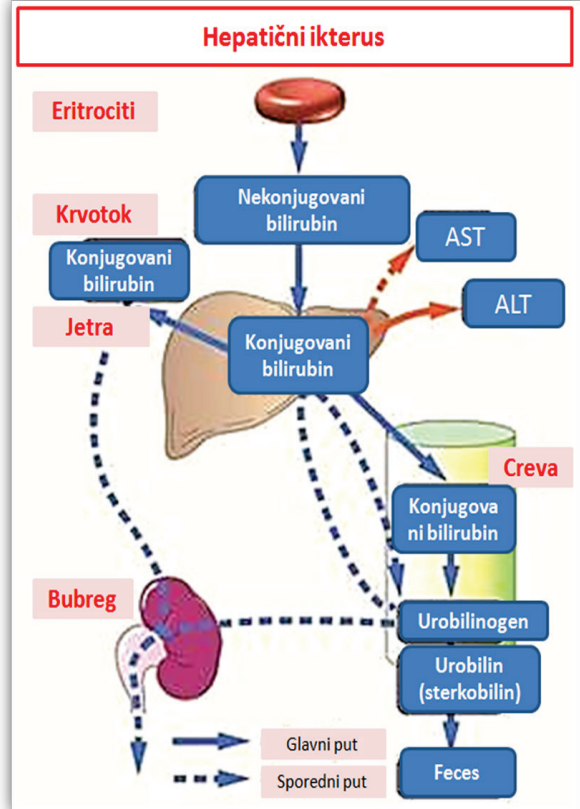 Hepatični ikterus
Eritrociti
Nekonjugovani
bilirubin
Krvotok
AST
Konjugovani
bilirubin
ALT
Jetra
Konjugovani
bilirubin
Creva
Konjugova
ni bilirubin
Bubreg
Urobilinogen
Urobilin
(sterkobilin)
Glavni put
Sporedni put
Feces